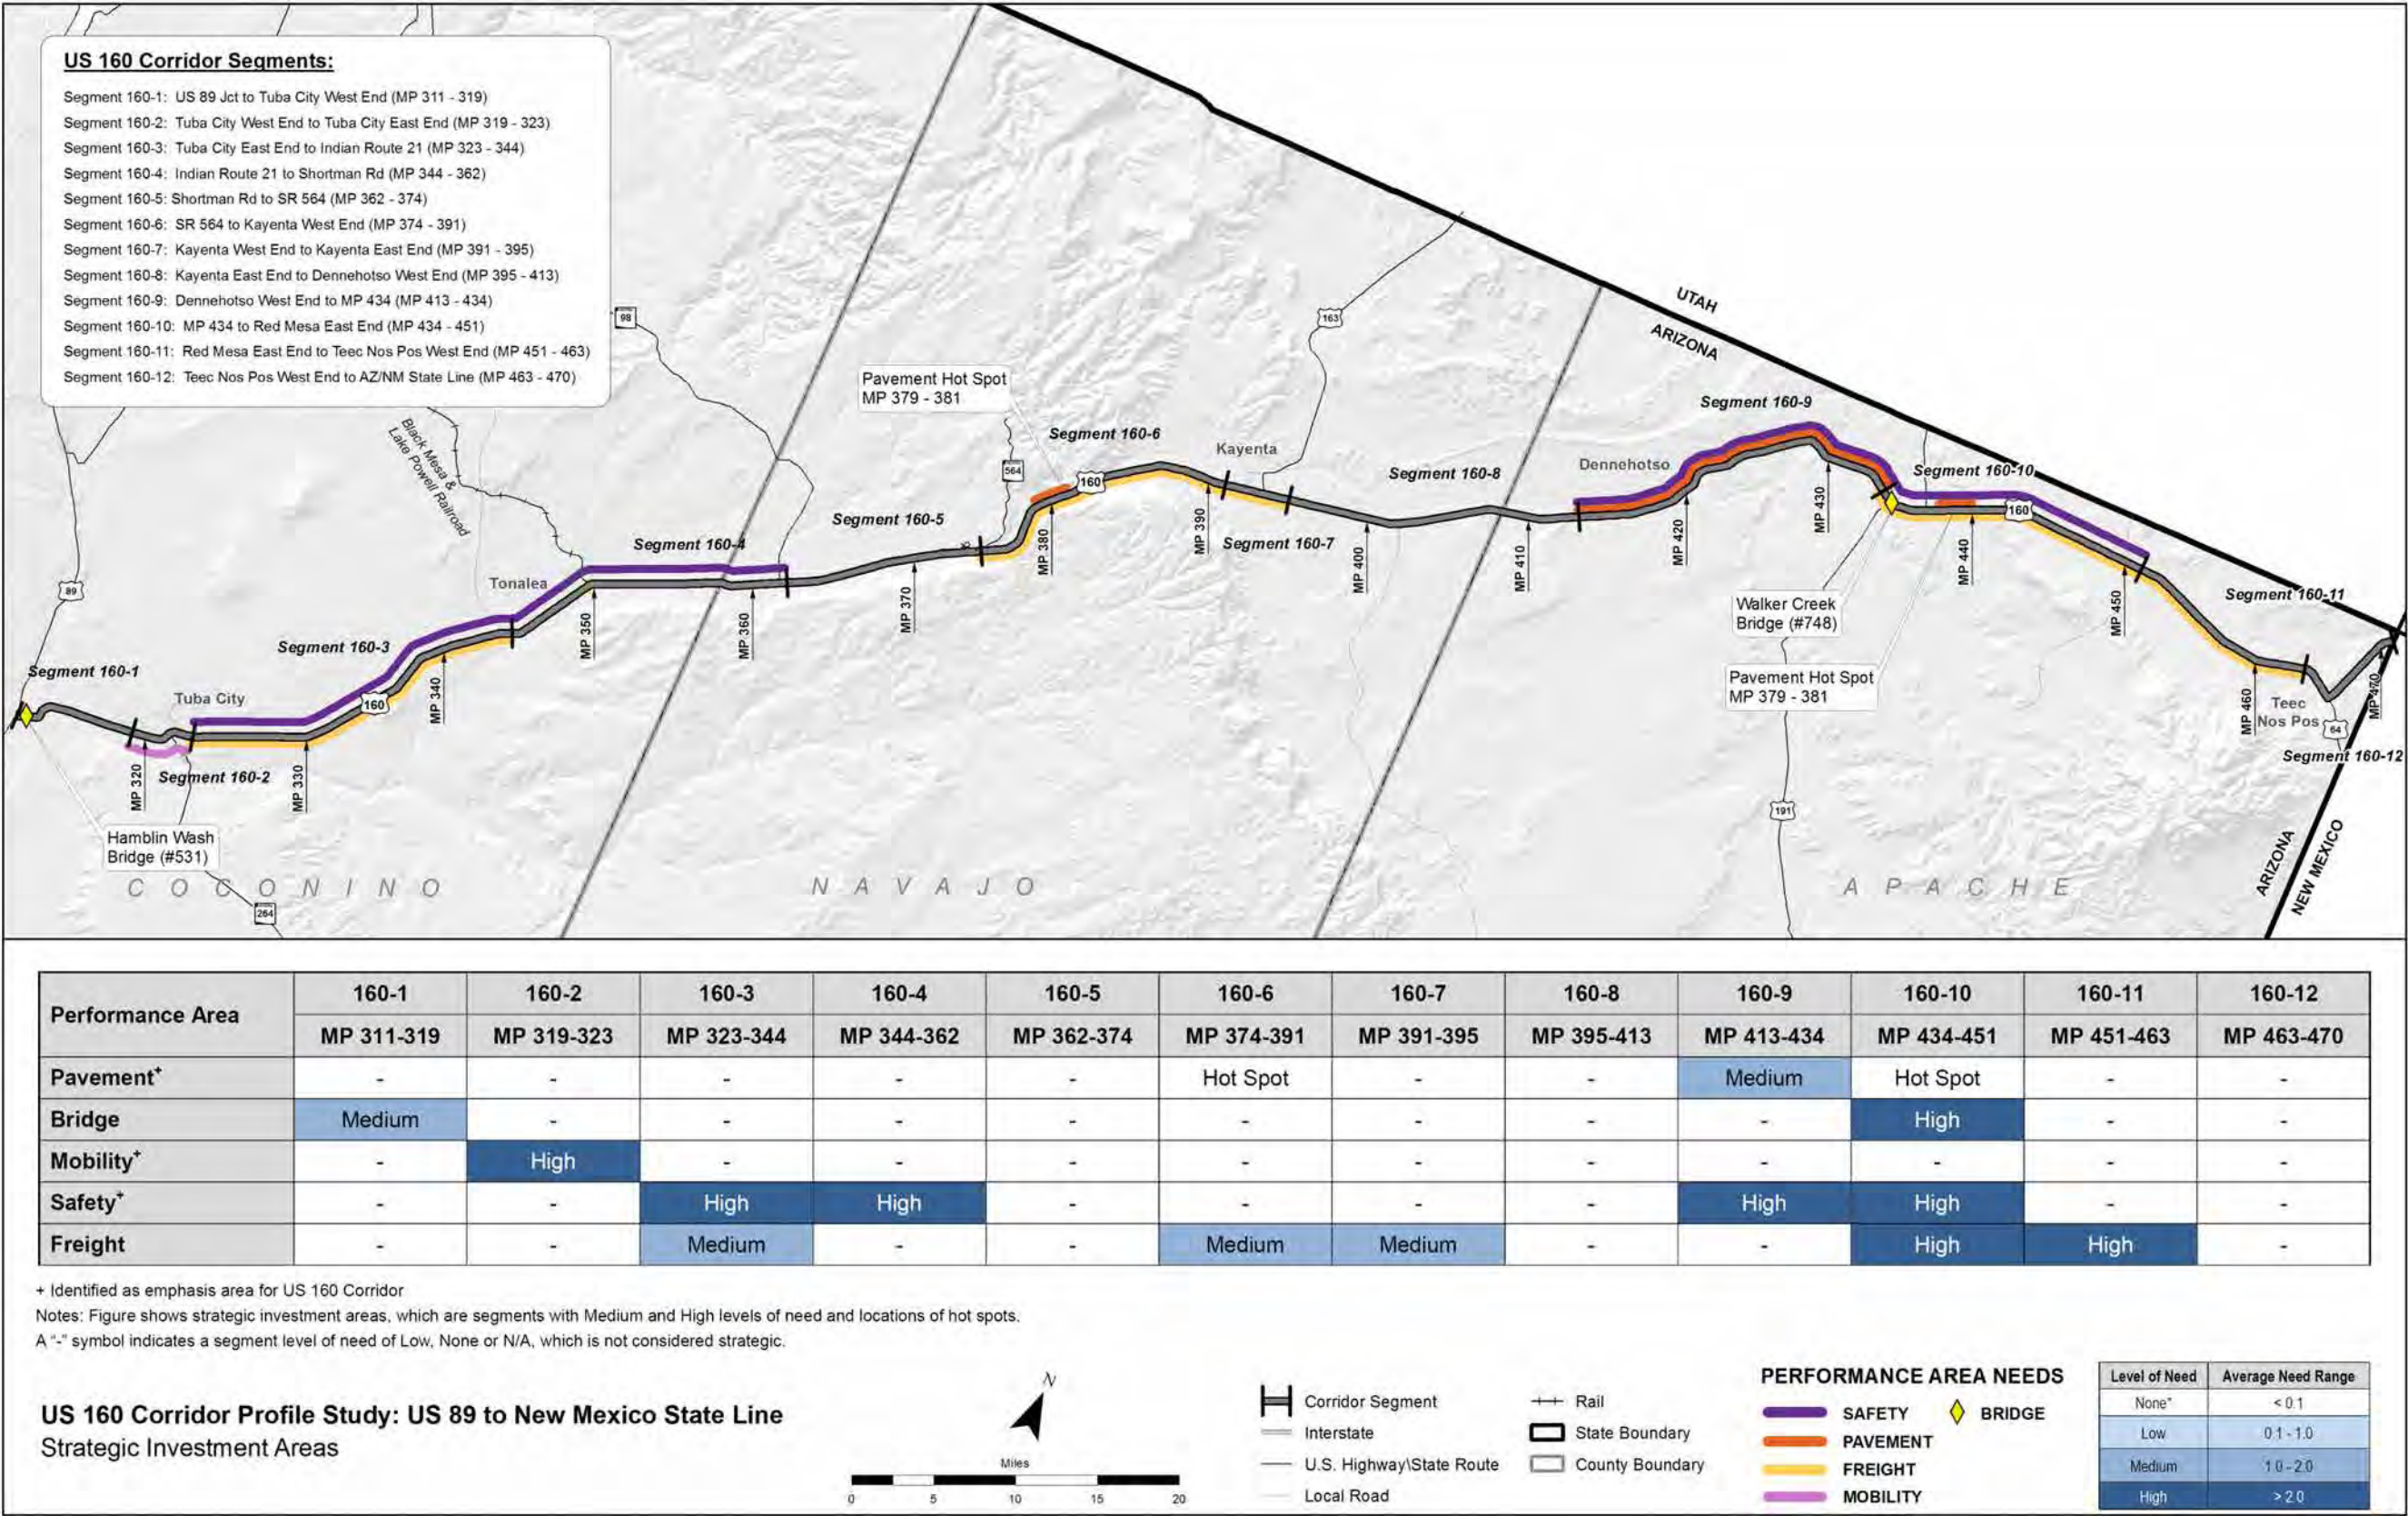 US 160 Corridor Segments:
Segment 160-1: US 89 Jct to Tuba City West End (MP 311 - 319)
Segment 160-2: Tuba City West End to Tuba City East End (MP 319 - 323)
Segment 160-3: Tuba City East End to Indian Route 21 (MP 323 - 344)
Segment 160-4: Indian Route 21 to Shortman Rd (MP 344 - 362)
Segment 160-5: Shortman Rd to SR 564 (MP 362 - 374)
Segment 160-6: SR 564 to Kayenta West End (MP 374 - 391)
Segment 160-7: Kayenta West End to Kayenta East End (MP 391 - 395)
Segment 160-8: Kayenta East End to Dennehotso West End (MP 395 - 413)
Segment 160-9: Dennehotso West End to MP 434 (MP 413 - 434)
Segment 160-10: MP 434 to Red Mesa East End (MP 434 - 451)
Segment 160-11: Red Mesa East End to Teec Nos Pos West End (MP 451 - 463)
Segment 160-12: Teec Nos Pos West End to AZ/NM State Line (MP 463 - 470)
98
163
UTAH
ARIZONA
Pavement Hot Spot
MP 379 - 381
Black Mesa &
Lake Powell Railroad
564
Segment 160-6
160
Kayenta
Segment 160-8
Segment 160-9
Dennehotso
Segment 160-10
160
Segment 160-5
Segment 160-4
Segment 160-7
Tonalea
89
Segment 160-3
Segment 160-1
Tuba City
160
Segment 160-2
MP 320
MP 330
MP 340
MP 350
MP 360
MP 370
MP 380
MP 390
MP 400
MP 410
MP 420
MP 430
MP 440
MP 450
MP 460
MP 470
Walker Creek
Bridge (#748)
Pavement Hot Spot
MP 379 - 381
Segment 160-11
Teec
Nos Pos
64
Segment 160-12
191
Hamblin Wash
Bridge (#531)
264
COCONINO
NAVAJO
APACHE
ARIZONA
NEW MEXICO
Performance Area 160-1 160-2 160-3 160-4 160-5 160-6 160-7 160-8 160-9 160-10 160-11 160-12
MP 311-319 MP 319-323 MP 323-344 MP 344-362 MP 362-374 MP 374-391 MP 391-395 MP 395-413 MP 413-434 MP 434-451 MP 451-463 MP 463-470
Pavement+ - - - - - Hot Spot - - Medium Hot Spot - -
Bridge Medium - - - - - - - - High - -
Mobility+ - High - - - - - - - - - -
Safety+ - - High High - - - - High High - -
Freight - - Medium - - Medium Medium - - High High -
+ Identified as emphasis area for US 160 Corridor
Notes: Figure shows strategic investment areas, which are segments with Medium and High levels of need and locations of hot spots.
A "-" symbol indicates a segment level of need of Low, None or N/A, which is not considered strategic.
US 160 Corridor Profile Study: US 89 to New Mexico State Line
Strategic Investment Areas
N
Miles
0 5 10 15 20
Corridor Segment
Interstate
U.S. Highway\State Route
Local Road
Rail
State Boundary
County Boundary
PERFORMANCE AREA NEEDS
SAFETY BRIDGE
PAVEMENT
FREIGHT
MOBILITY
Level of Need Average Need Range
None* < 0.1
Low 0.1 - 1.0
Medium 1.0 - 2.0
High > 2.0